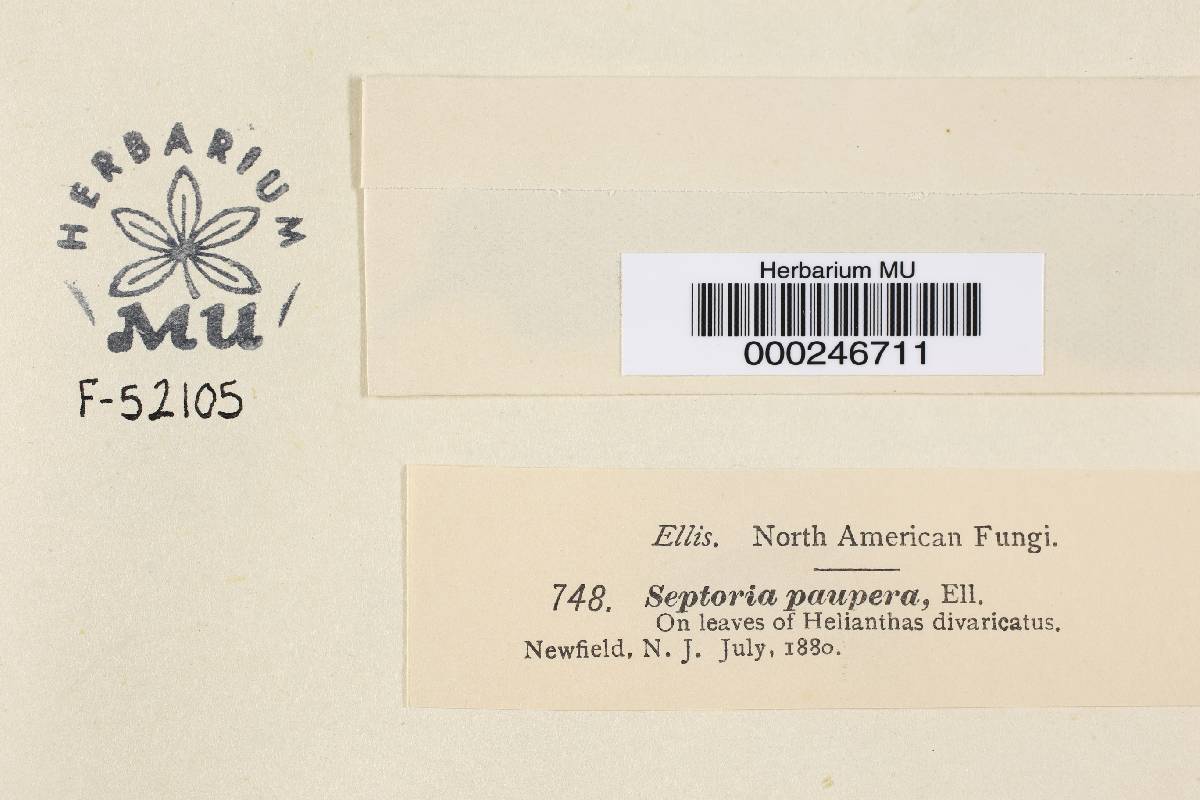 HERBARIUM
MU
F-52105
Herbarium MU
000246711
Ellis. North American Fungi.
748. Septoria paupera, Ell.
On leaves of Helianthas divaricatus.
Newfield, N. J. July, 1880.